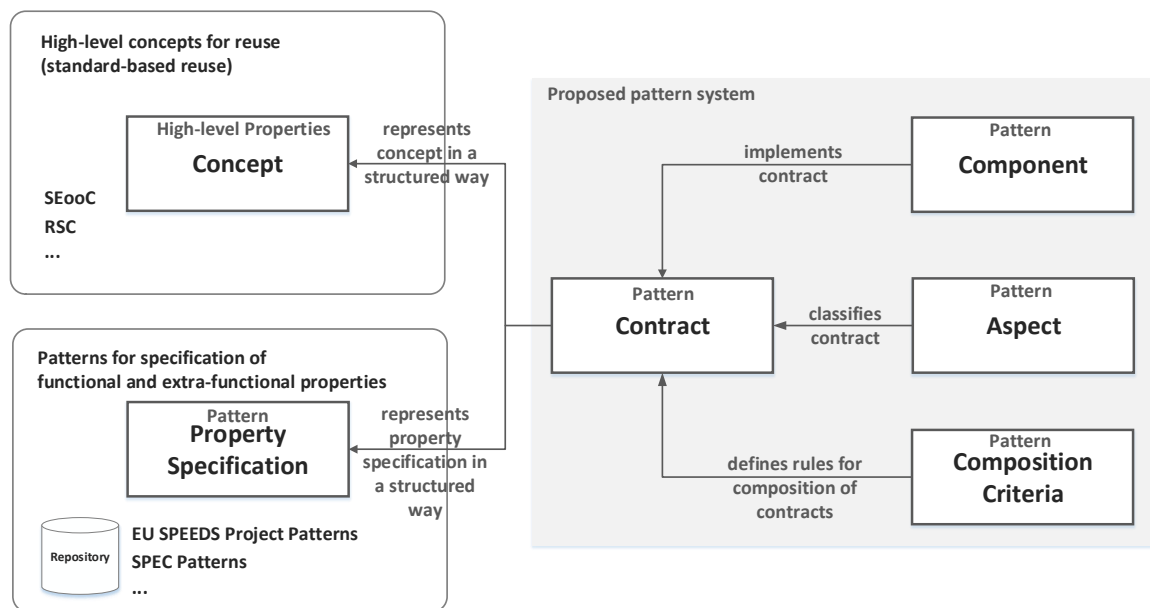 High-level concepts for reuse
(standard-based reuse)
High-level Properties
Concept
SEooC
RSC
...
represents
concept in a
structured way
Patterns for specification of
functional and extra-functional properties
Pattern
Property
Specification
represents
property
specification in
a structured
way
Repository
EU SPEEDS Project Patterns
SPEC Patterns
...
Proposed pattern system
Pattern
Contract
implements
contract
Pattern
Component
classifies
contract
Pattern
Aspect
defines rules for
composition of
contracts
Pattern
Composition
Criteria